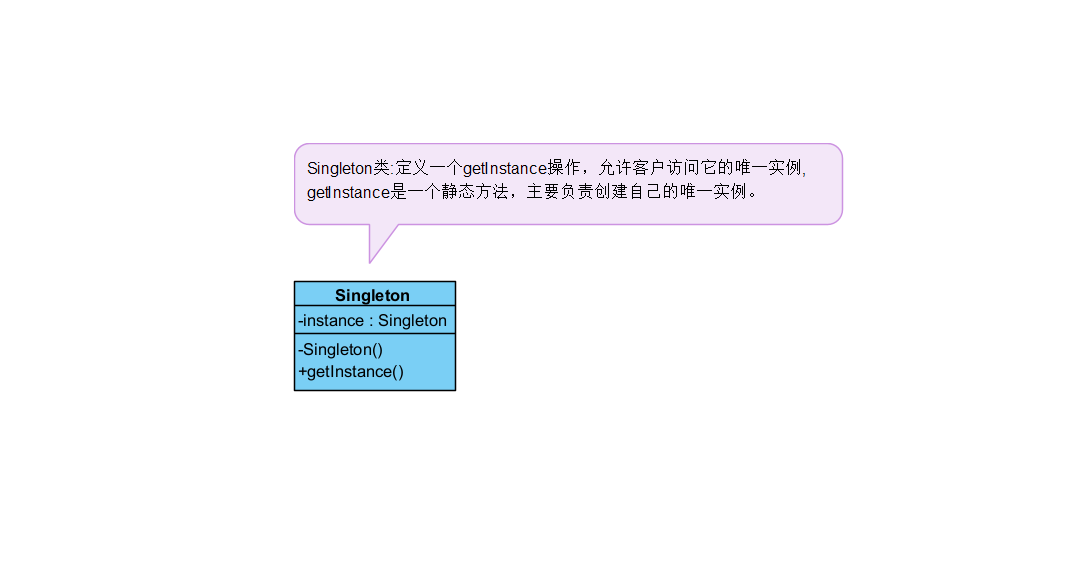 Singleton类:定义一个getInstance操作，允许客户访问它的唯一实例,
getInstance是一个静态方法，主要负责创建自己的唯一实例。
Singleton
-instance : Singleton
-Singleton()
+getInstance()